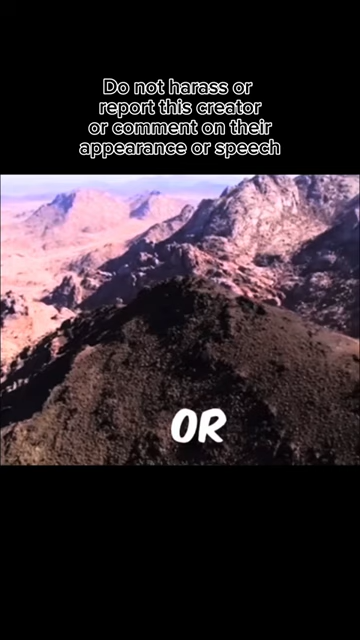 Do not harass or
report this creator
or comment on their
appearance or speech
OR